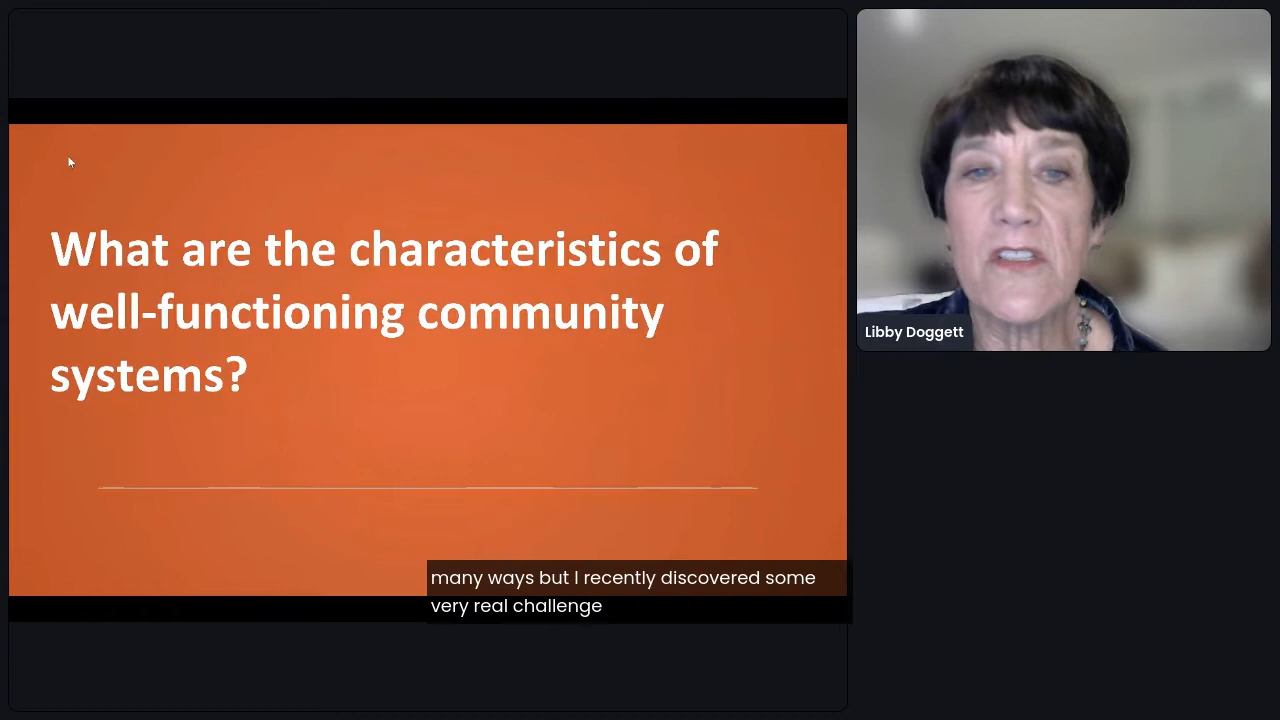 What are the characteristics of
well-functioning community
systems?
many ways but I recently discovered some
very real challenge
Libby Doggett